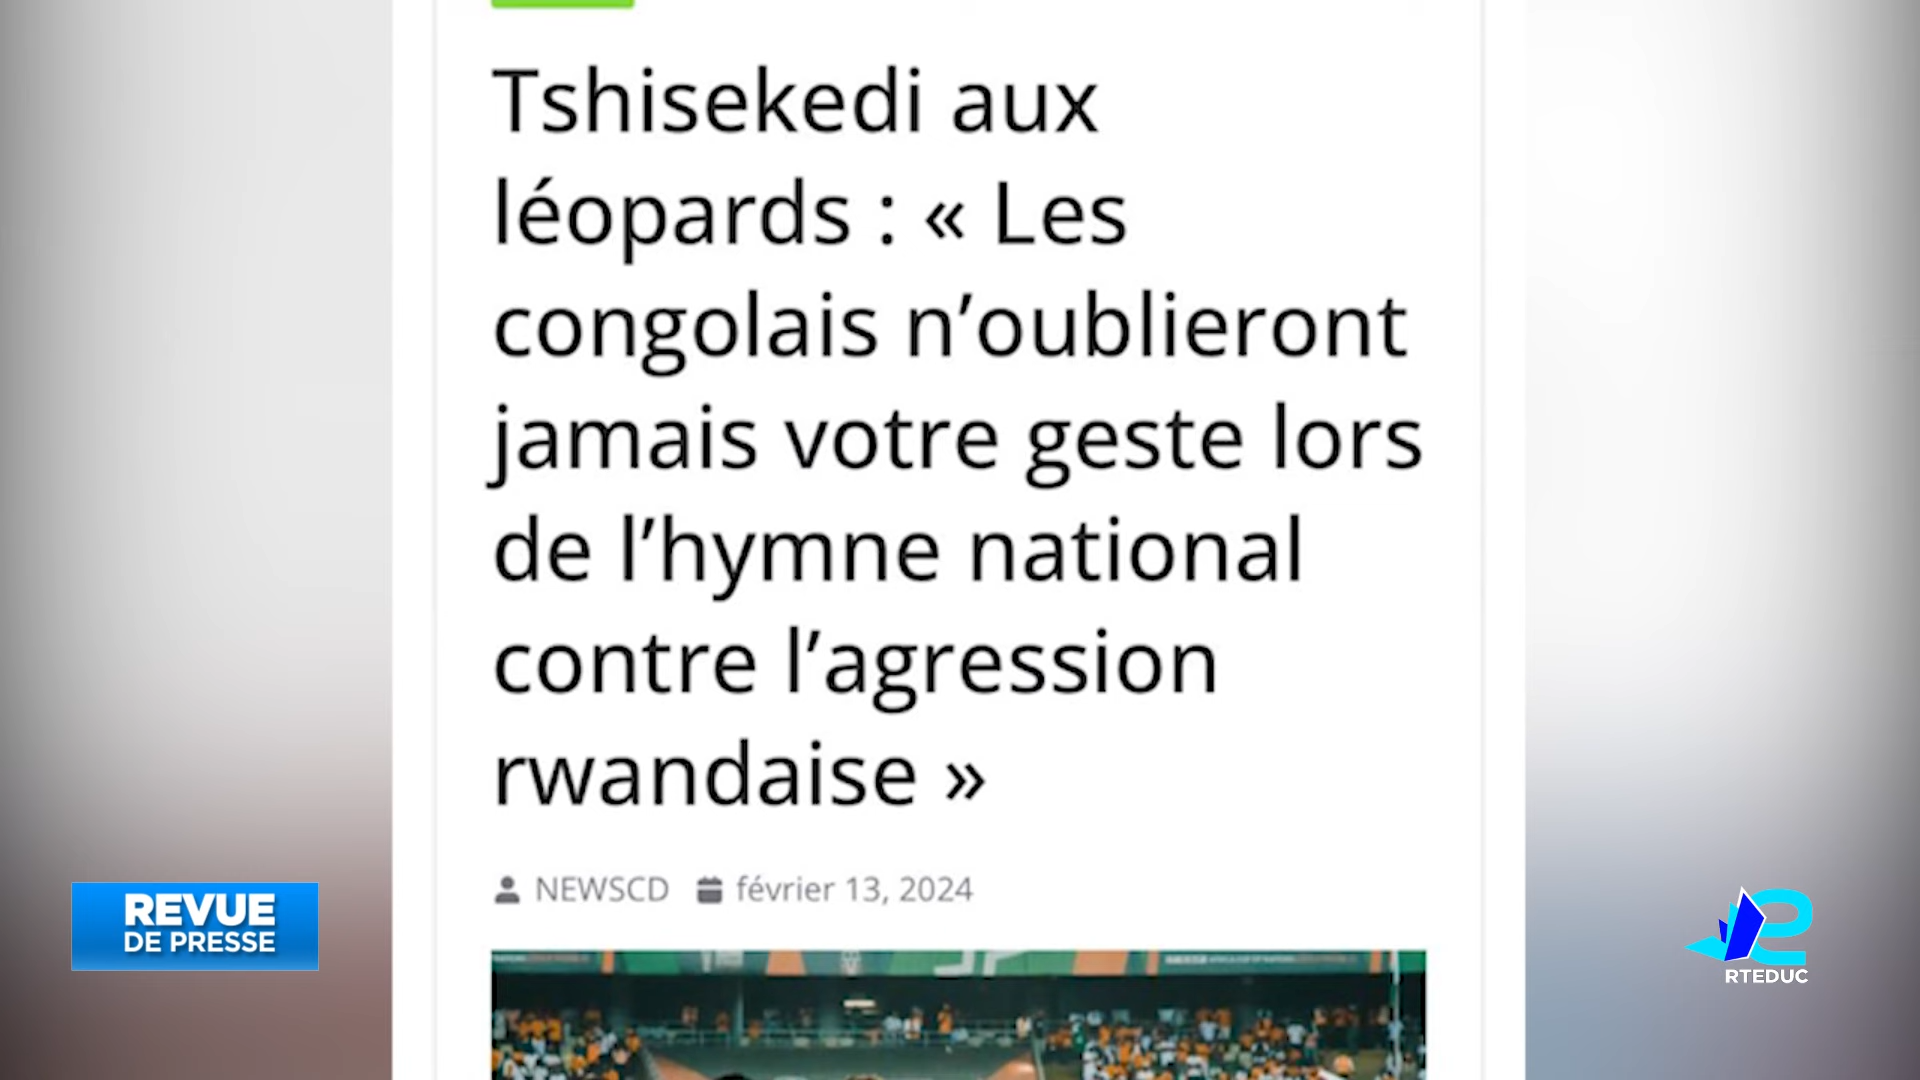 Tshisekedi aux
léopards : « Les
congolais n’oublieront
jamais votre geste lors
de l’hymne national
contre l’agression
rwandaise »
NEWSCD février 13, 2024
REVUE
DE PRESSE
RTEDUC